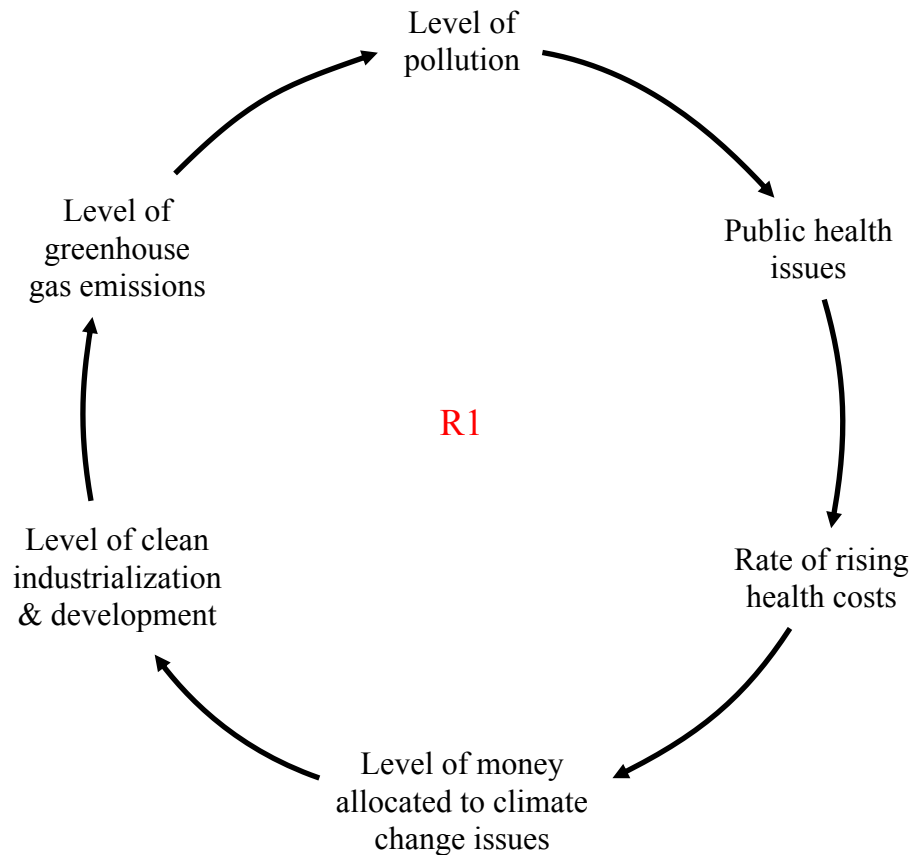 Level of
pollution
Public health
issues
Rate of rising
health costs
Level of money
allocated to climate
change issues
Level of clean
industrialization
& development
Level of
greenhouse
gas emissions
R1